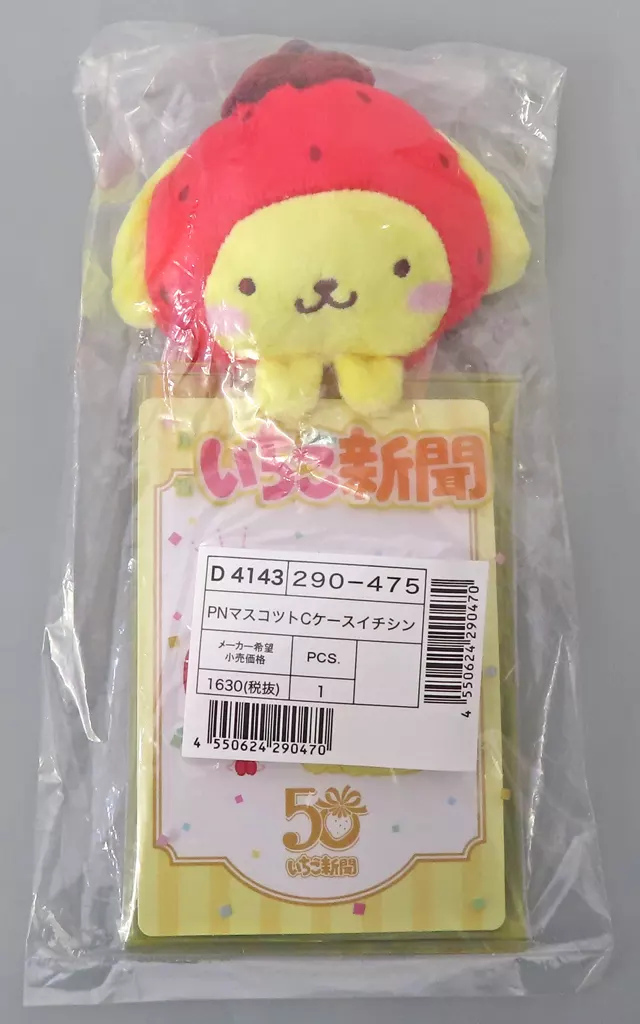 いちご新聞
D 4143 290-475
PNマスコットCケースイチシン
メーカー希望
小売価格
PCS.
1630(税抜)
1
4 550624 290470
4 550624 290470
50
いちご新聞